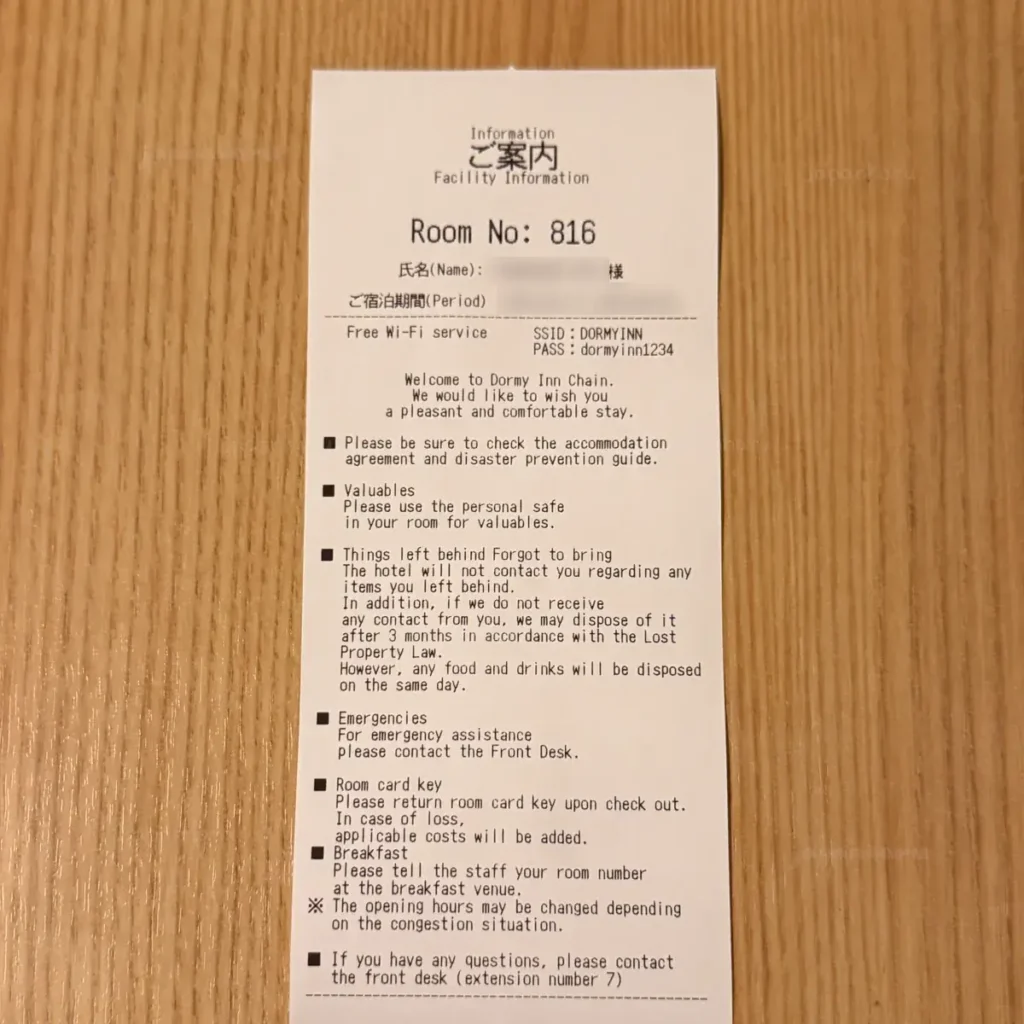 Information
ご案内
Facility Information
Room No: 816
氏名(Name): 様
ご宿泊期間(Period)
Free Wi-Fi service SSID:DORMYINN
PASS:dormyinn1234
Welcome to Dormy Inn Chain.
We would like to wish you
a pleasant and comfortable stay.
■ Please be sure to check the accommodation
agreement and disaster prevention guide.
■ Valuables
Please use the personal safe
in your room for valuables.
■ Things left behind Forgot to bring
The hotel will not contact you regarding any
items you left behind.
In addition, if we do not receive
any contact from you, we may dispose of it
after 3 months in accordance with the Lost
Property Law.
However, any food and drinks will be disposed
on the same day.
■ Emergencies
For emergency assistance
please contact the Front Desk.
■ Room card key
Please return room card key upon check out.
In case of loss,
applicable costs will be added.
■ Breakfast
Please tell the staff your room number
at the breakfast venue.
※ The opening hours may be changed depending
on the congestion situation.
■ If you have any questions, please contact
the front desk (extension number 7)